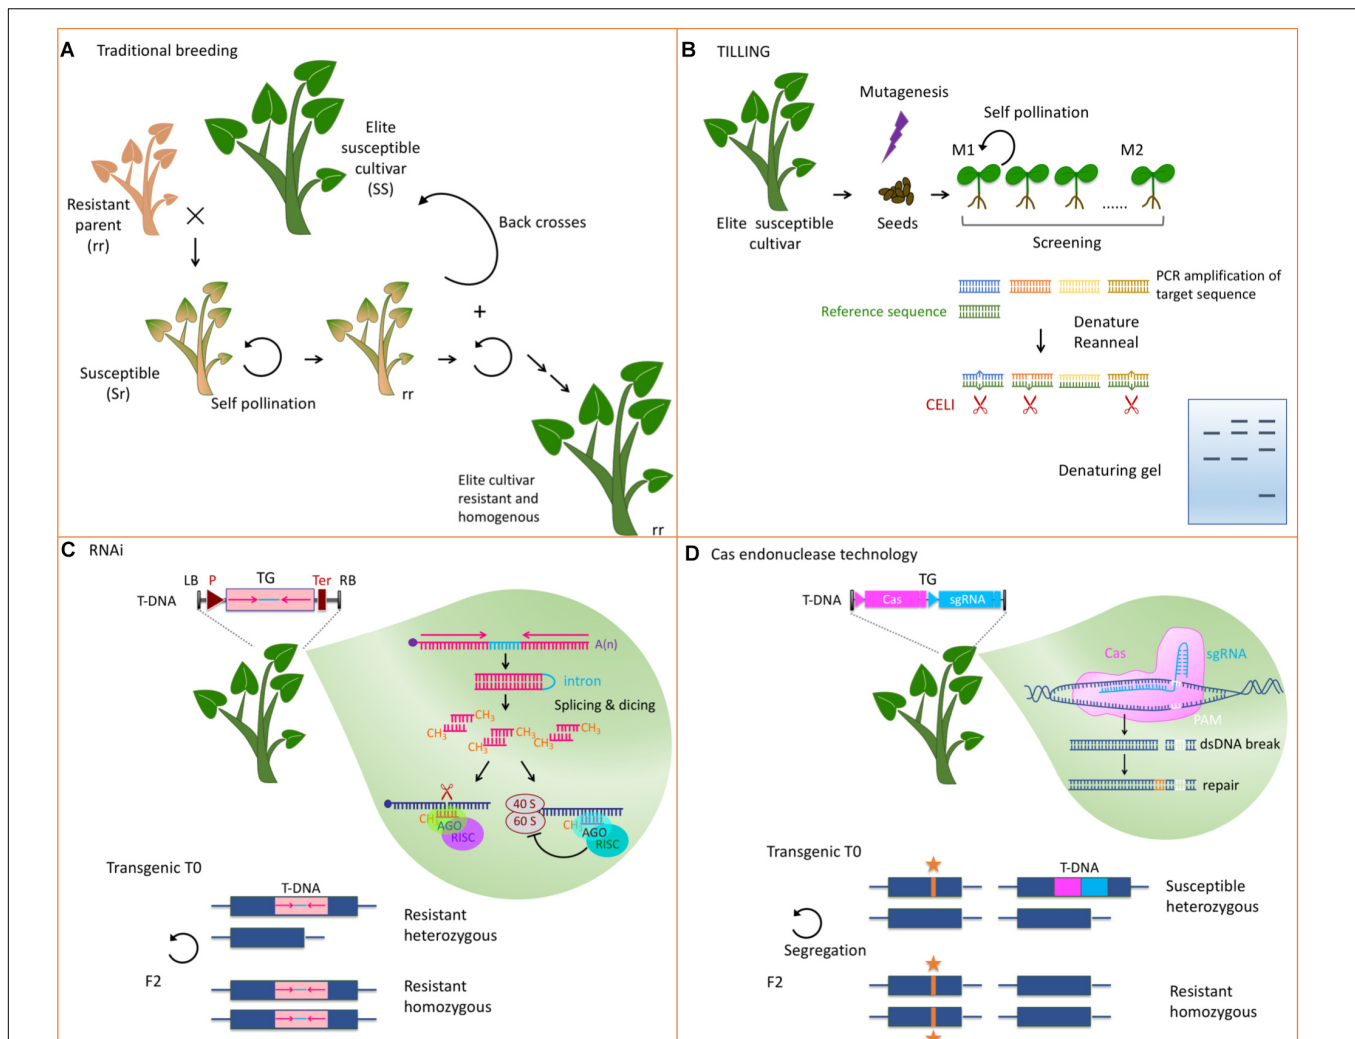 A Traditional breeding
Elite
susceptible
cultivar
(SS)
Resistant
parent
(rr)
Back crosses
+
Susceptible
(Sr)
Self pollination
rr
Elite cultivar
resistant and
homogenous
rr
B TILLING
Mutagenesis
Self pollination
M1
M2
......
Elite susceptible
cultivar
Seeds
Screening
PCR amplification of
target sequence
Reference sequence
Denature
Reanneal
CELI
Denaturing gel
C RNAi
LB P TG Ter RB
T-DNA
A(n)
intron
Splicing & dicing
CH3
CH3
CH3
CH3
CH3
CH3
CH
AGO
RISC
40 S
60 S
CH
AGO
RISC
Transgenic T0
T-DNA
Resistant
heterozygous
F2
Resistant
homozygous
D Cas endonuclease technology
TG
T-DNA
Cas
sgRNA
Cas
sgRNA
PAM
dsDNA break
repair
Transgenic T0
T-DNA
Susceptible
heterozygous
Segregation
F2
Resistant
homozygous